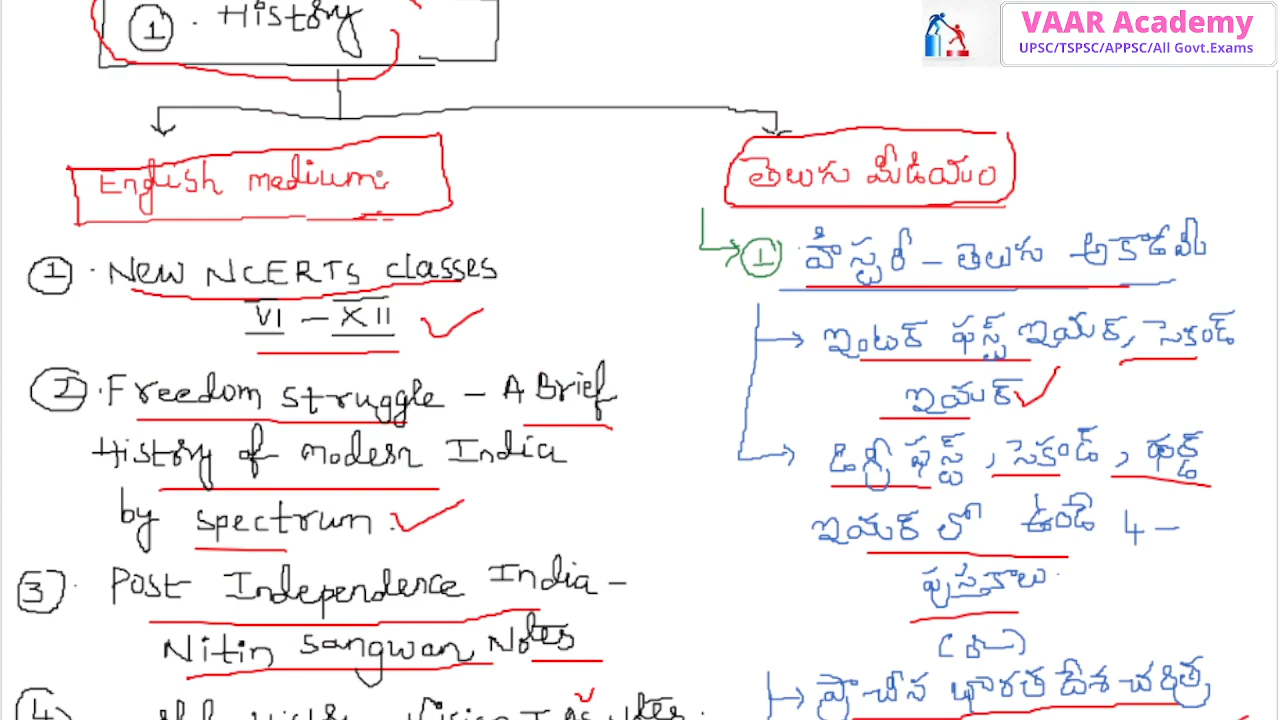 VAAR Academy
UPSC/TSPSC/APPSC/All Govt.Exams
① . History
English medium
① . New NCERTs classes
VI – XII
② . Freedom struggle – A Brief
History of modern India
by spectrum .
③ . Post Independence India –
Nitin Sangwan Notes
④ Notes
తెలుగు మీడియం
① . హిస్టరీ – తెలుగు అకాడమీ
ఇంటర్ ఫస్ట్ ఇయర్, సెకండ్
ఇయర్
డిగ్రీ ఫస్ట్ , సెకండ్ , థర్డ్
ఇయర్ లో ఉండే 4 –
పుస్తకాలు
(లేదా)
ప్రాచీన భారత దేశ చరిత్ర